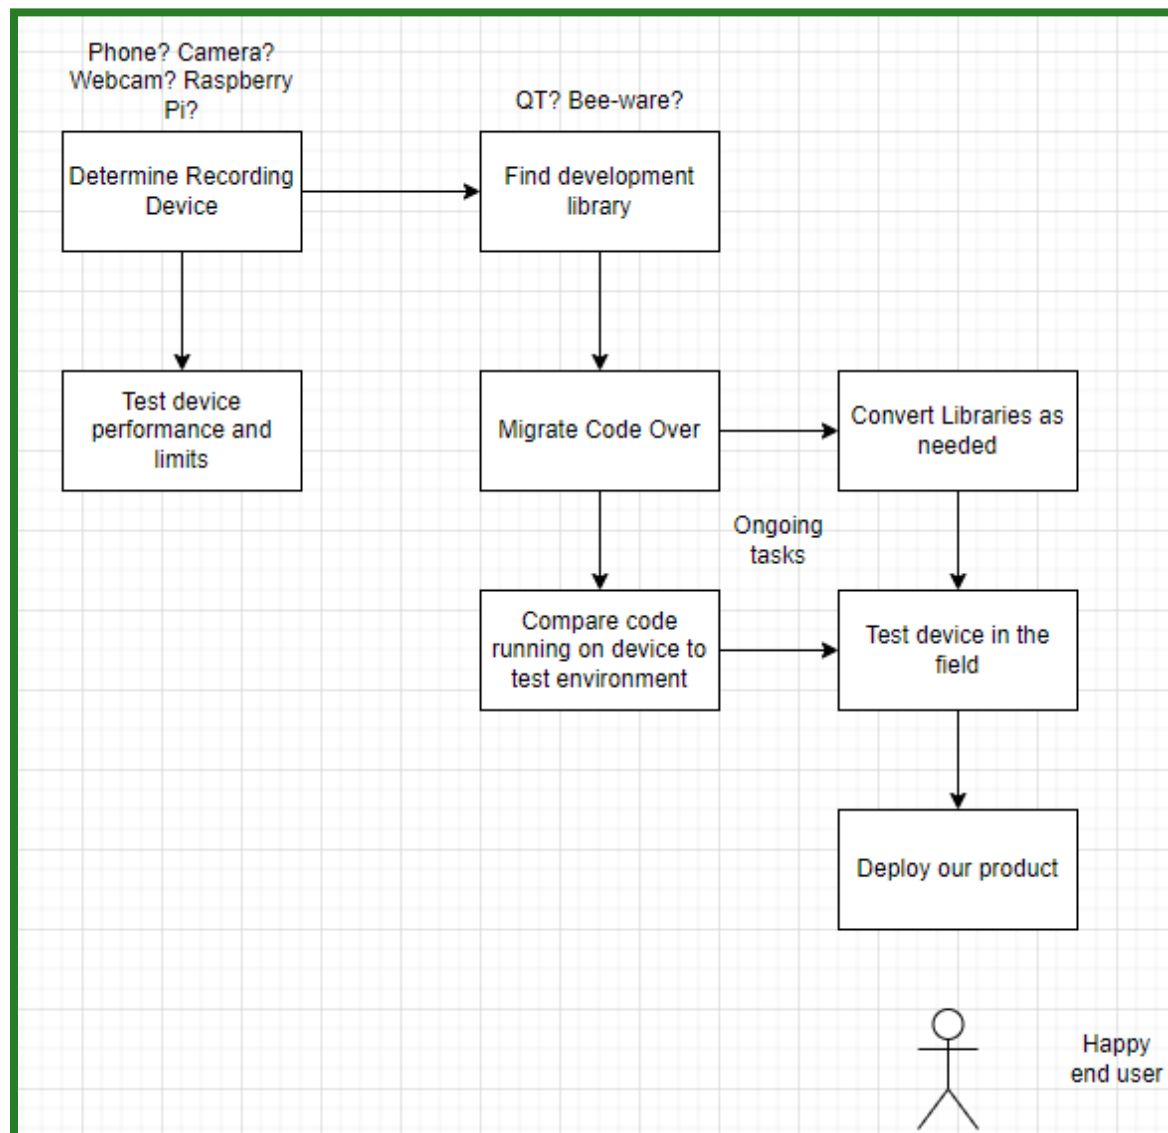 Phone? Camera?
Webcam? Raspberry
Pi?
QT? Bee-ware?
Determine Recording
Device
Find development
library
Test device
performance and
limits
Migrate Code Over
Convert Libraries as
needed
Ongoing
tasks
Compare code
running on device to
test environment
Test device in the
field
Deploy our product
Happy
end user